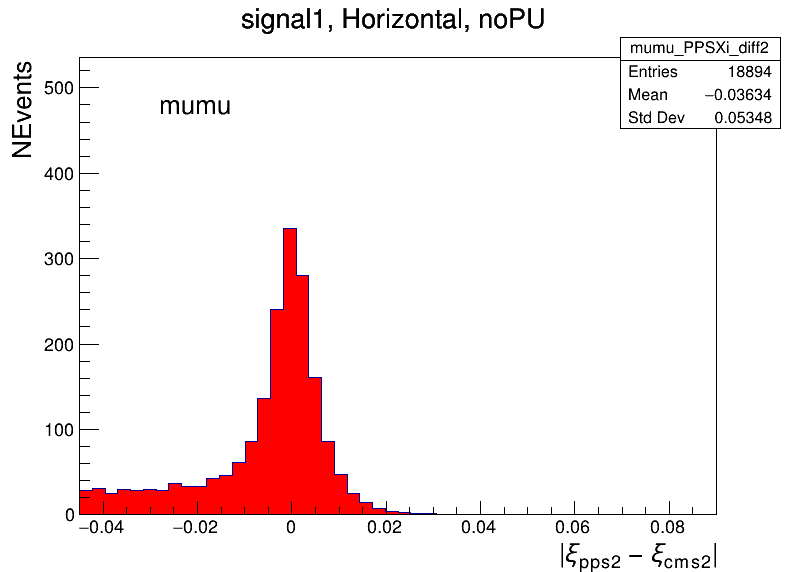 signal1, Horizontal, noPU
mumu_PPSXi_diff2
Entries 18894
Mean −0.03634
Std Dev 0.05348
NEvents
mumu
500
400
300
200
100
0
−0.04 −0.02 0 0.02 0.04 0.06 0.08
|ξpps2 − ξcms2|